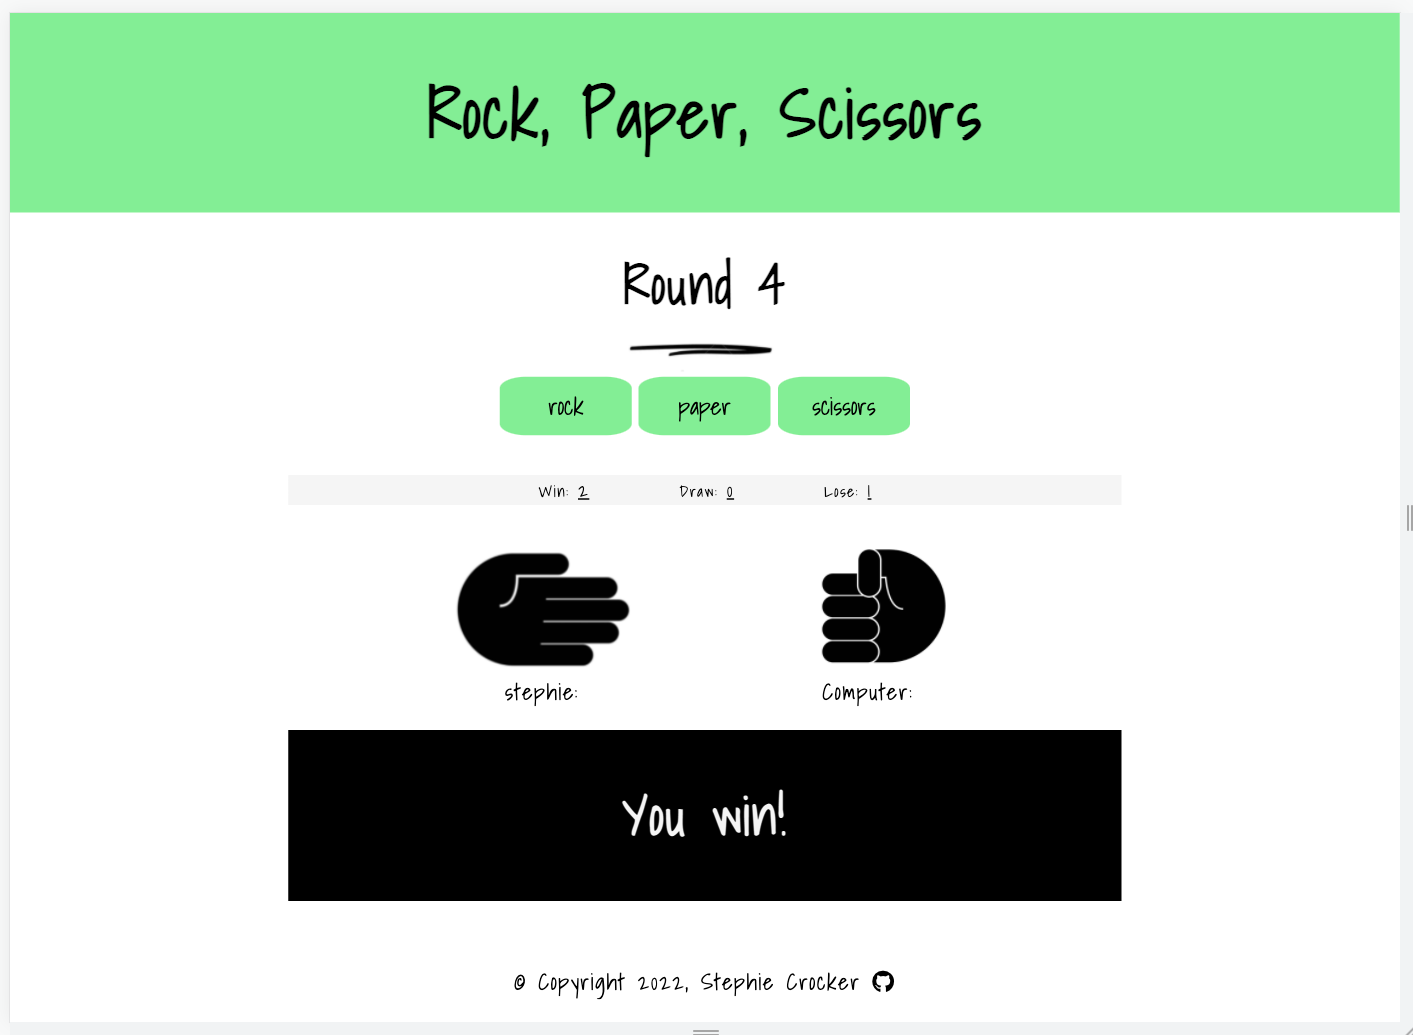 Rock, Paper, Scissors
Round 4
rock paper scissors
Win: 2 Draw: 0 Lose: 1
stephie: Computer:
You win!
© Copyright 2022, Stephie Crocker